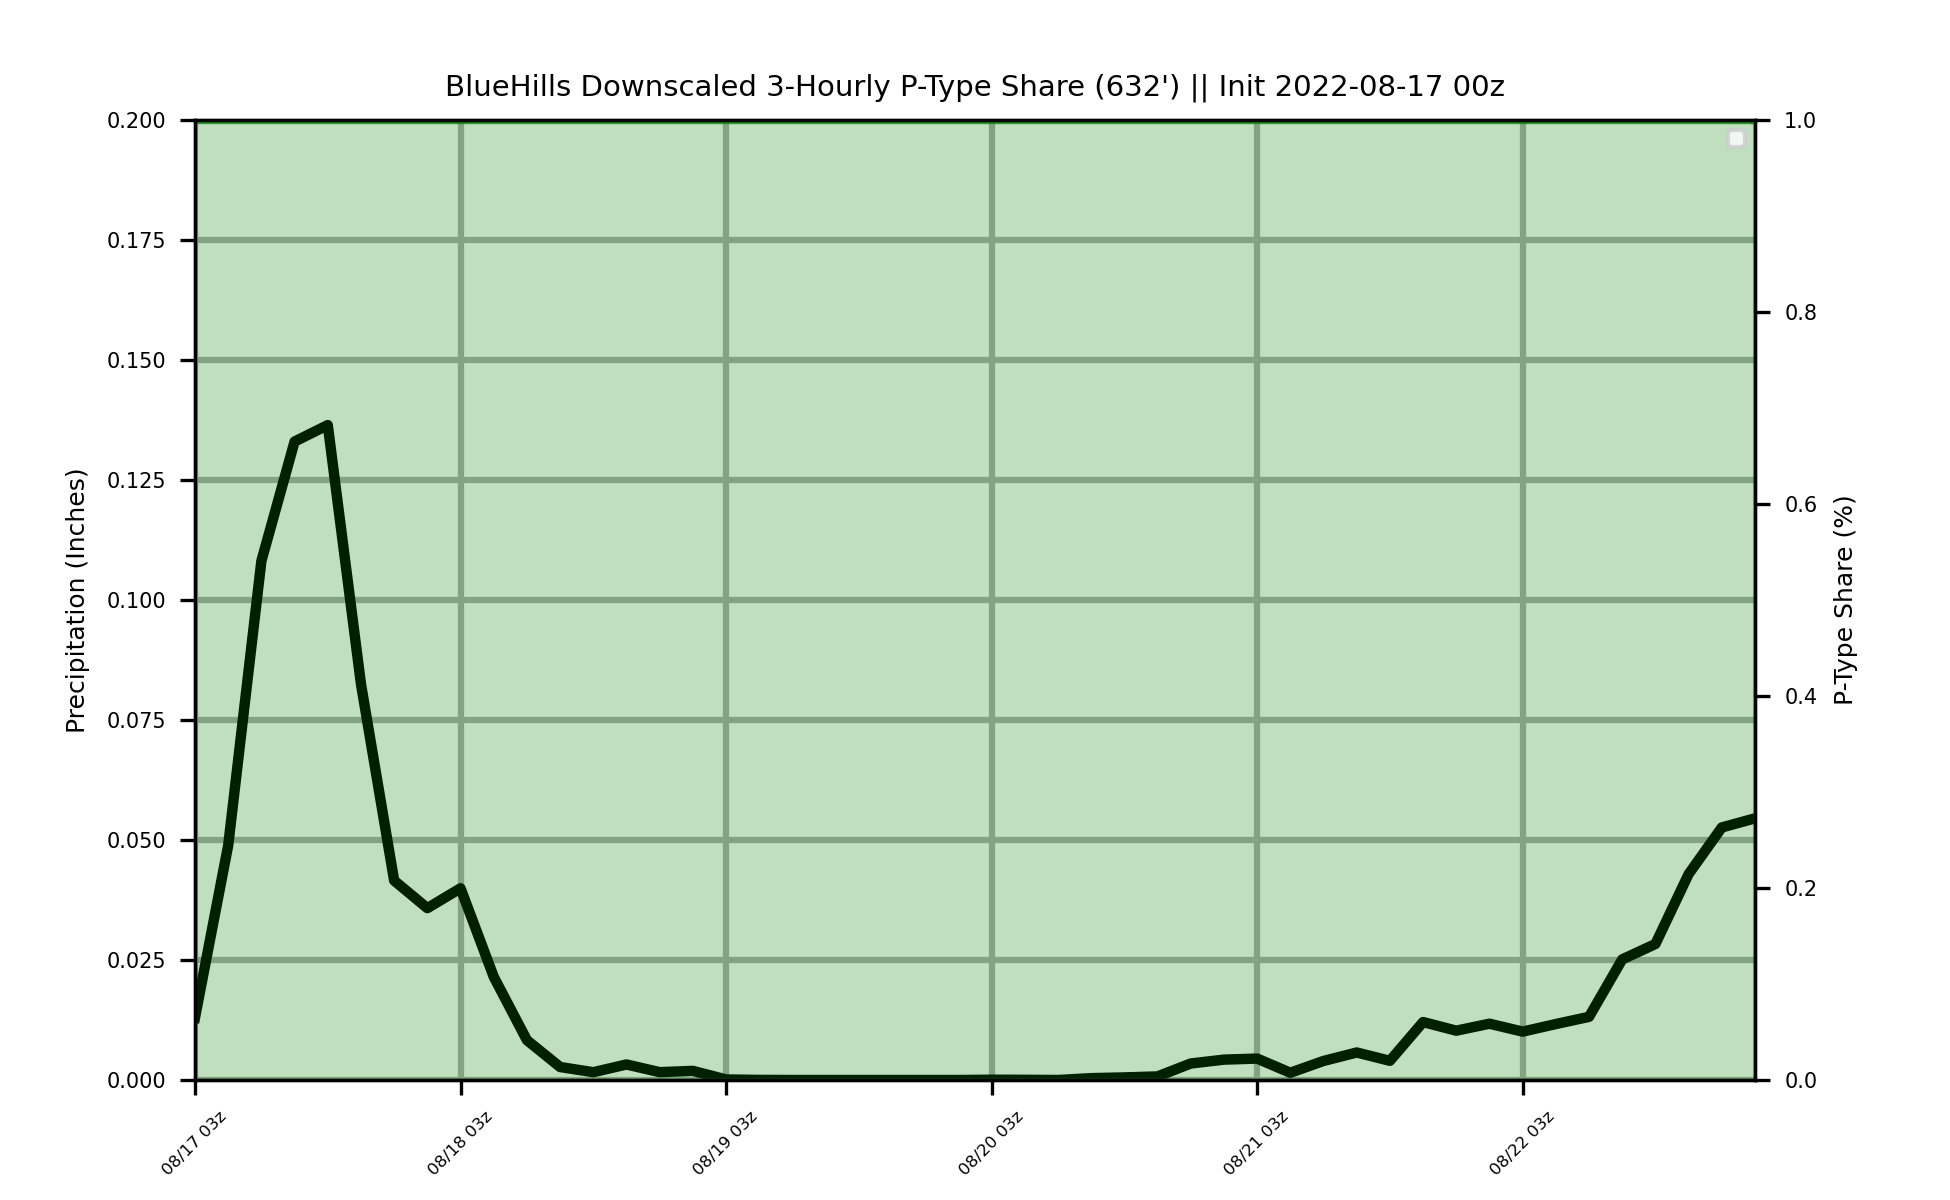 BlueHills Downscaled 3-Hourly P-Type Share (632') || Init 2022-08-17 00z
0.200
0.175
0.150
0.125
0.100
0.075
0.050
0.025
0.000
Precipitation (Inches)
1.0
0.8
0.6
0.4
0.2
0.0
P-Type Share (%)
08/17 03z
08/18 03z
08/19 03z
08/20 03z
08/21 03z
08/22 03z